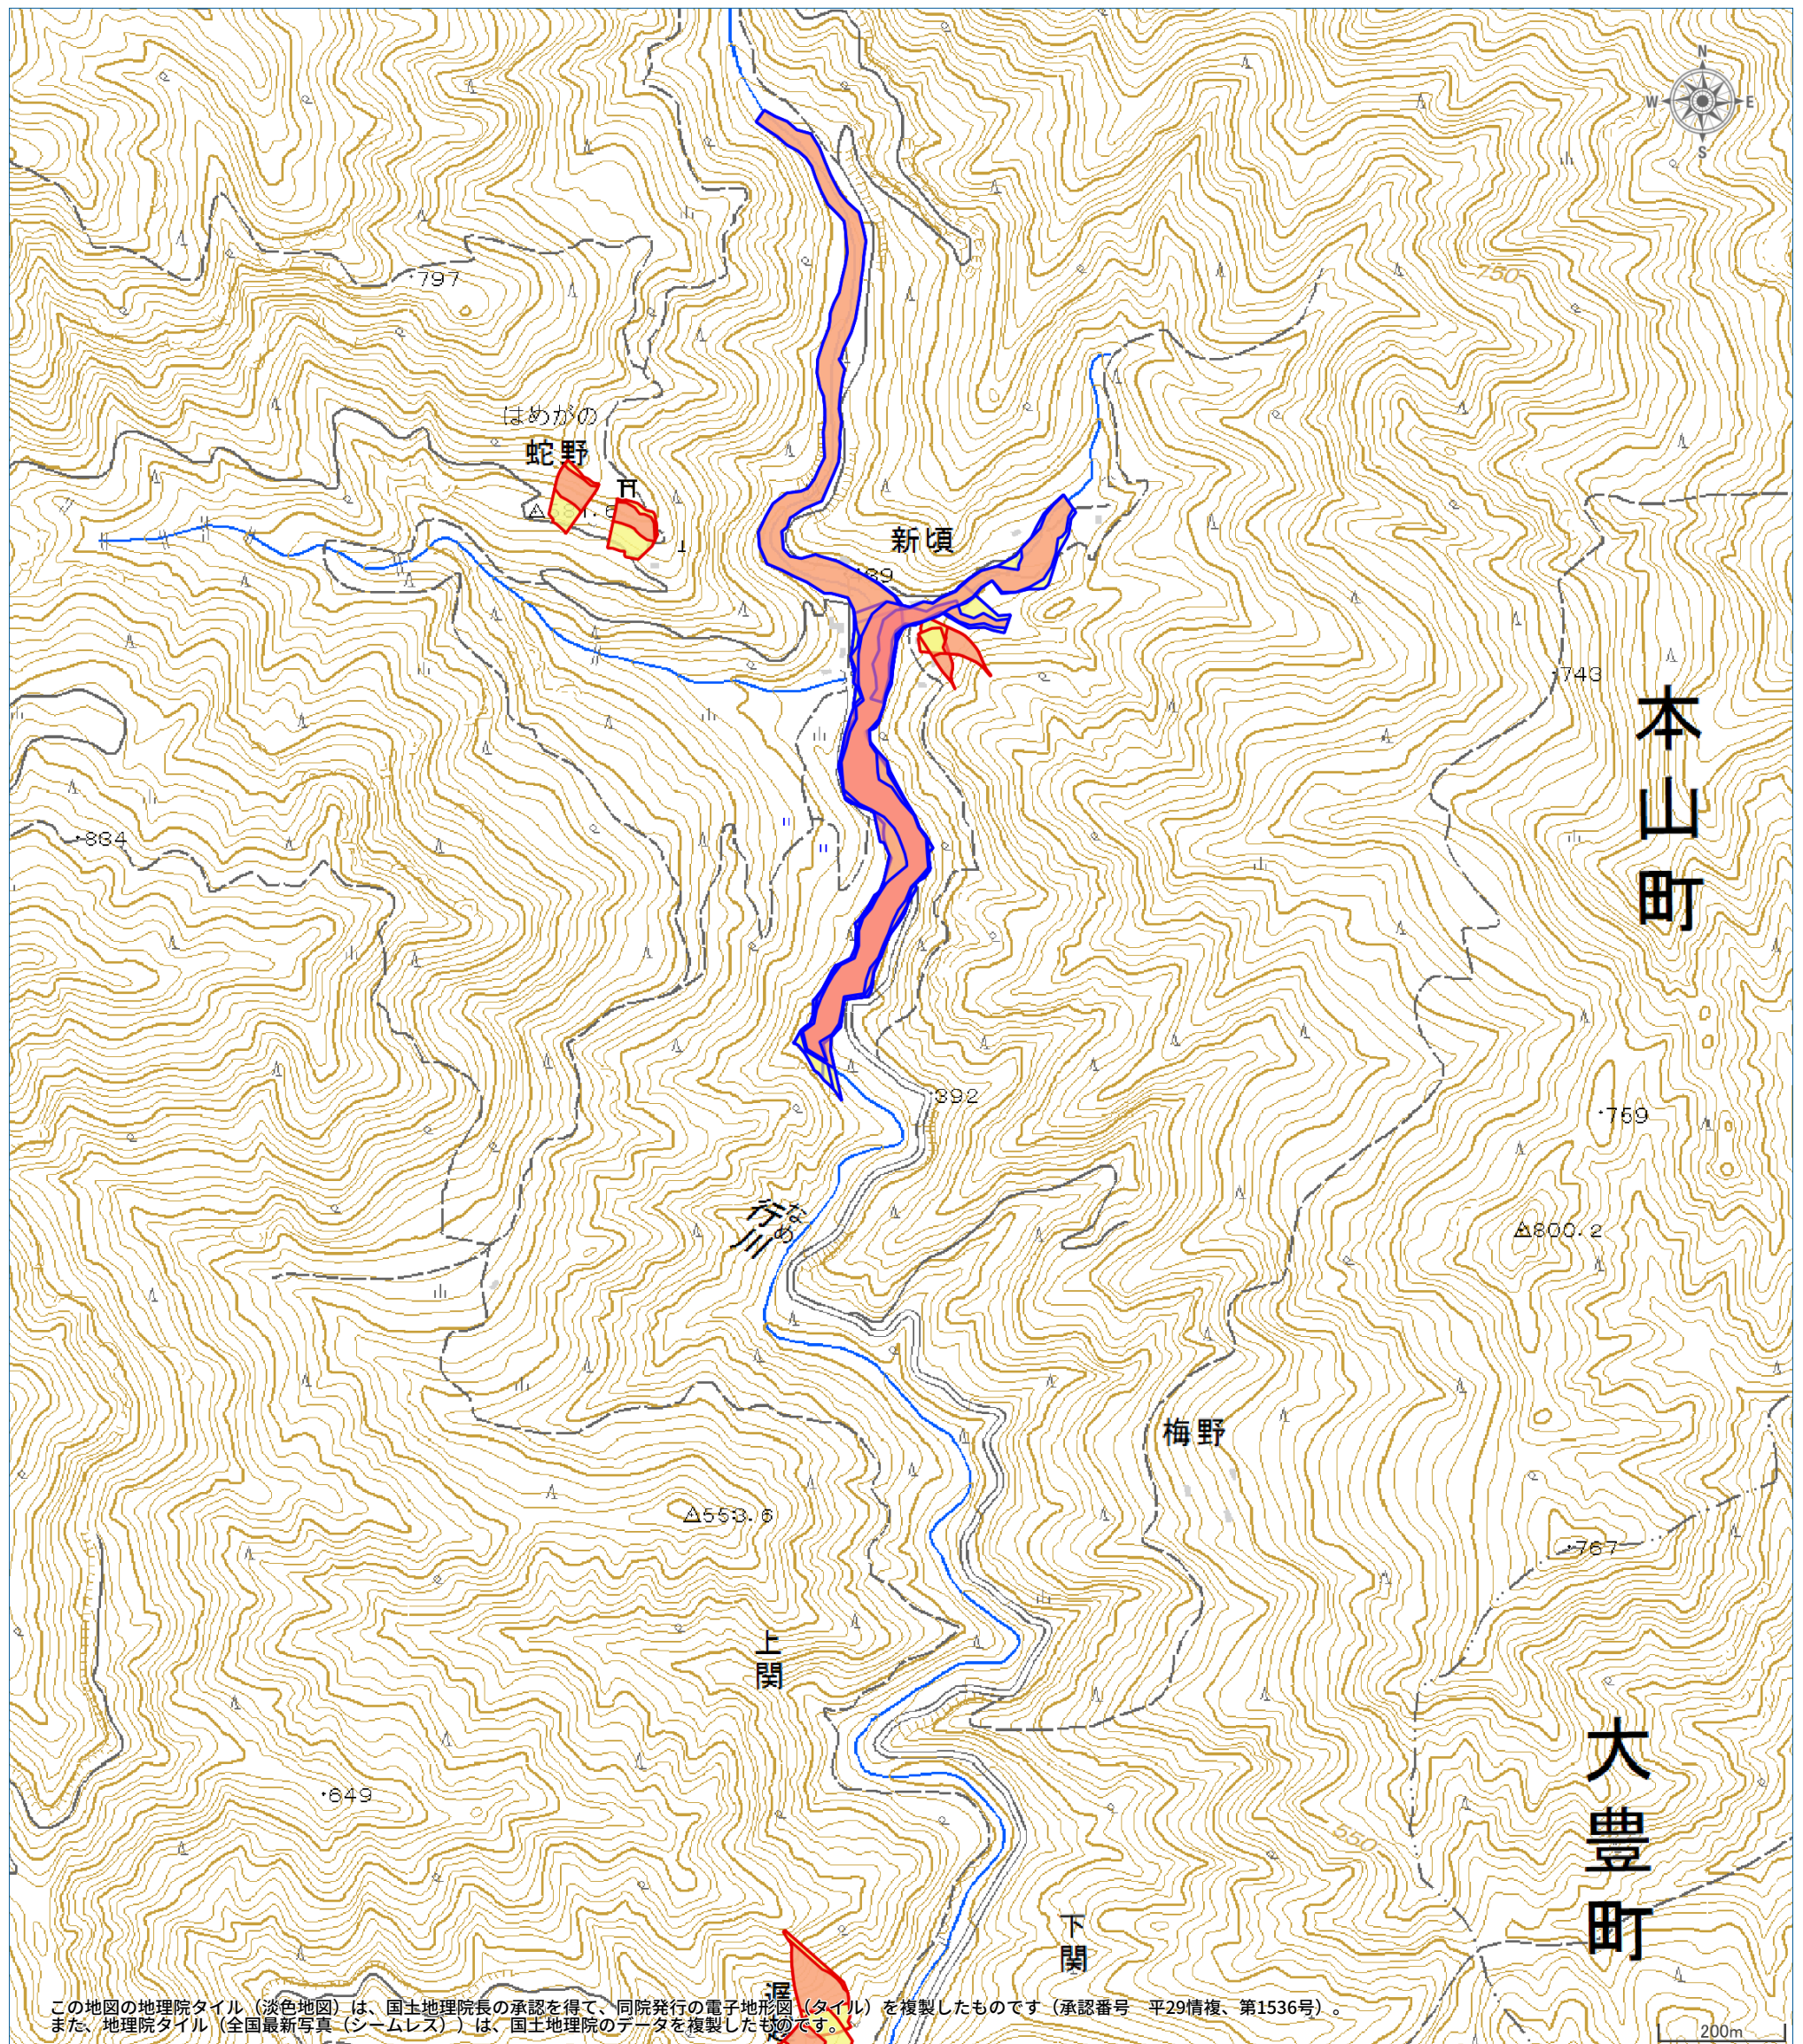 N
W E
S
797
750
はめがの
蛇野
新頃
743
本山町
884
392
759
なめ
行川
800.2
梅野
553.6
767
上関
大豊町
649
550
下関
この地図の地理院タイル（淡色地図）は、国土地理院長の承認を得て、同院発行の電子地形図（タイル）を複製したものです（承認番号　平29情複、第1536号）。
また、地理院タイル（全国最新写真（シームレス））は、国土地理院のデータを複製したものです。
200m